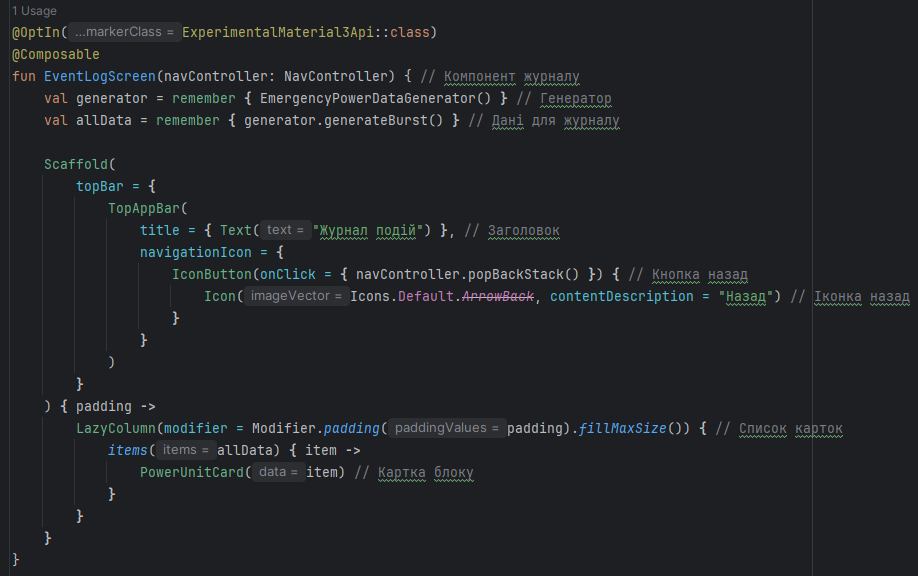 1 Usage
@OptIn( ...markerClass = ExperimentalMaterial3Api::class)
@Composable
fun EventLogScreen(navController: NavController) { // Компонент журналу
val generator = remember { EmergencyPowerDataGenerator() } // Генератор
val allData = remember { generator.generateBurst() } // Дані для журналу
Scaffold(
topBar = {
TopAppBar(
title = { Text( text = "Журнал подій") }, // Заголовок
navigationIcon = {
IconButton(onClick = { navController.popBackStack() }) { // Кнопка назад
Icon( imageVector = Icons.Default.ArrowBack, contentDescription = "Назад") // Іконка назад
}
}
)
}
) { padding ->
LazyColumn(modifier = Modifier.padding( paddingValues = padding).fillMaxSize()) { // Список карток
items( items = allData) { item ->
PowerUnitCard( data = item) // Картка блоку
}
}
}
}